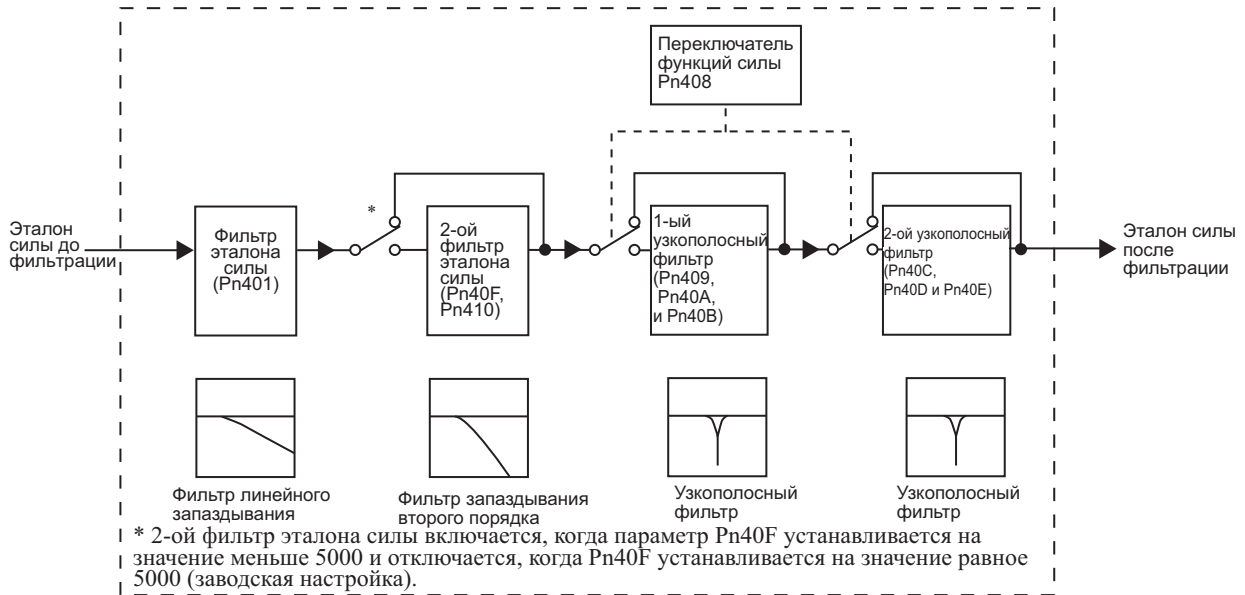 Переключатель
функций силы
Pn408
Эталон
силы до
фильтрации
Фильтр
эталона
силы
(Pn401)
*
2-ой
фильтр
эталона
силы
(Pn40F,
Pn410)
1-ый
узкополосный
фильтр
(Pn409,
Pn40A,
и Pn40B)
2-ой узкополосный
фильтр
(Pn40C,
Pn40D и Pn40E)
Эталон силы
после
фильтрации
Фильтр линейного
запаздывания
Фильтр запаздывания
второго порядка
Узкополосный
фильтр
Узкополосный
фильтр
* 2-ой фильтр эталона силы включается, когда параметр Pn40F устанавливается на
значение меньше 5000 и отключается, когда Pn40F устанавливается на значение равное
5000 (заводская настройка).